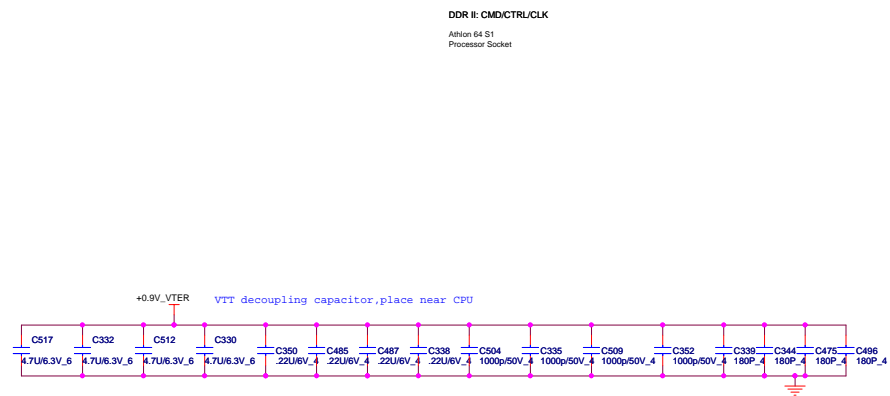 DDR II: CMD/CTRL/CLK
Athlon 64 S1
Processor Socket
+0.9V_VTER
VTT decoupling capacitor,place near CPU
C517
4.7U/6.3V_6
C332
4.7U/6.3V_6
C512
4.7U/6.3V_6
C330
4.7U/6.3V_6
C350
.22U/6V_4
C485
.22U/6V_4
C487
.22U/6V_4
C338
.22U/6V_4
C504
1000p/50V_4
C335
1000p/50V_4
C509
1000p/50V_4
C352
1000p/50V_4
C339
180P_4
C344
180P_4
C475
180P_4
C496
180P_4